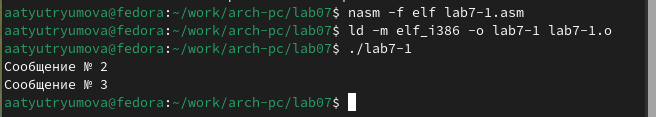 aatyutryumova@fedora:~/work/arch-pc/lab07$ nasm -f elf lab7-1.asm
aatyutryumova@fedora:~/work/arch-pc/lab07$ ld -m elf_i386 -o lab7-1 lab7-1.o
aatyutryumova@fedora:~/work/arch-pc/lab07$ ./lab7-1
Сообщение № 2
Сообщение № 3
aatyutryumova@fedora:~/work/arch-pc/lab07$